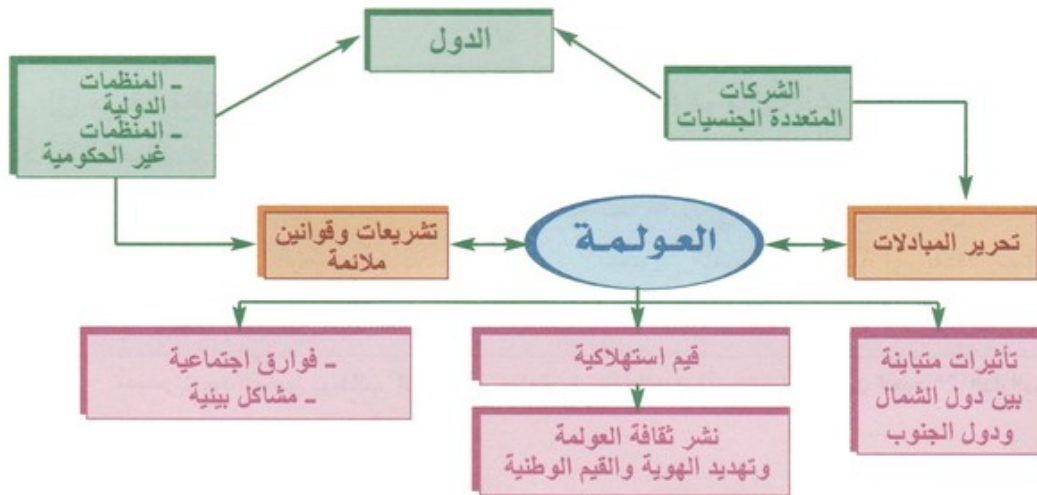 الدول
ـ المنظمات
الدولية
ـ المنظمات
غير الحكومية
الشركات
المتعددة الجنسيات
تشريعات وقوانين
ملائمة
العولمة
تحرير المبادلات
ـ فوارق اجتماعية
ـ مشاكل بيئية
قيم استهلاكية
تأثيرات متباينة
بين دول الشمال
ودول الجنوب
نشر ثقافة العولمة
وتهديد الهوية والقيم الوطنية